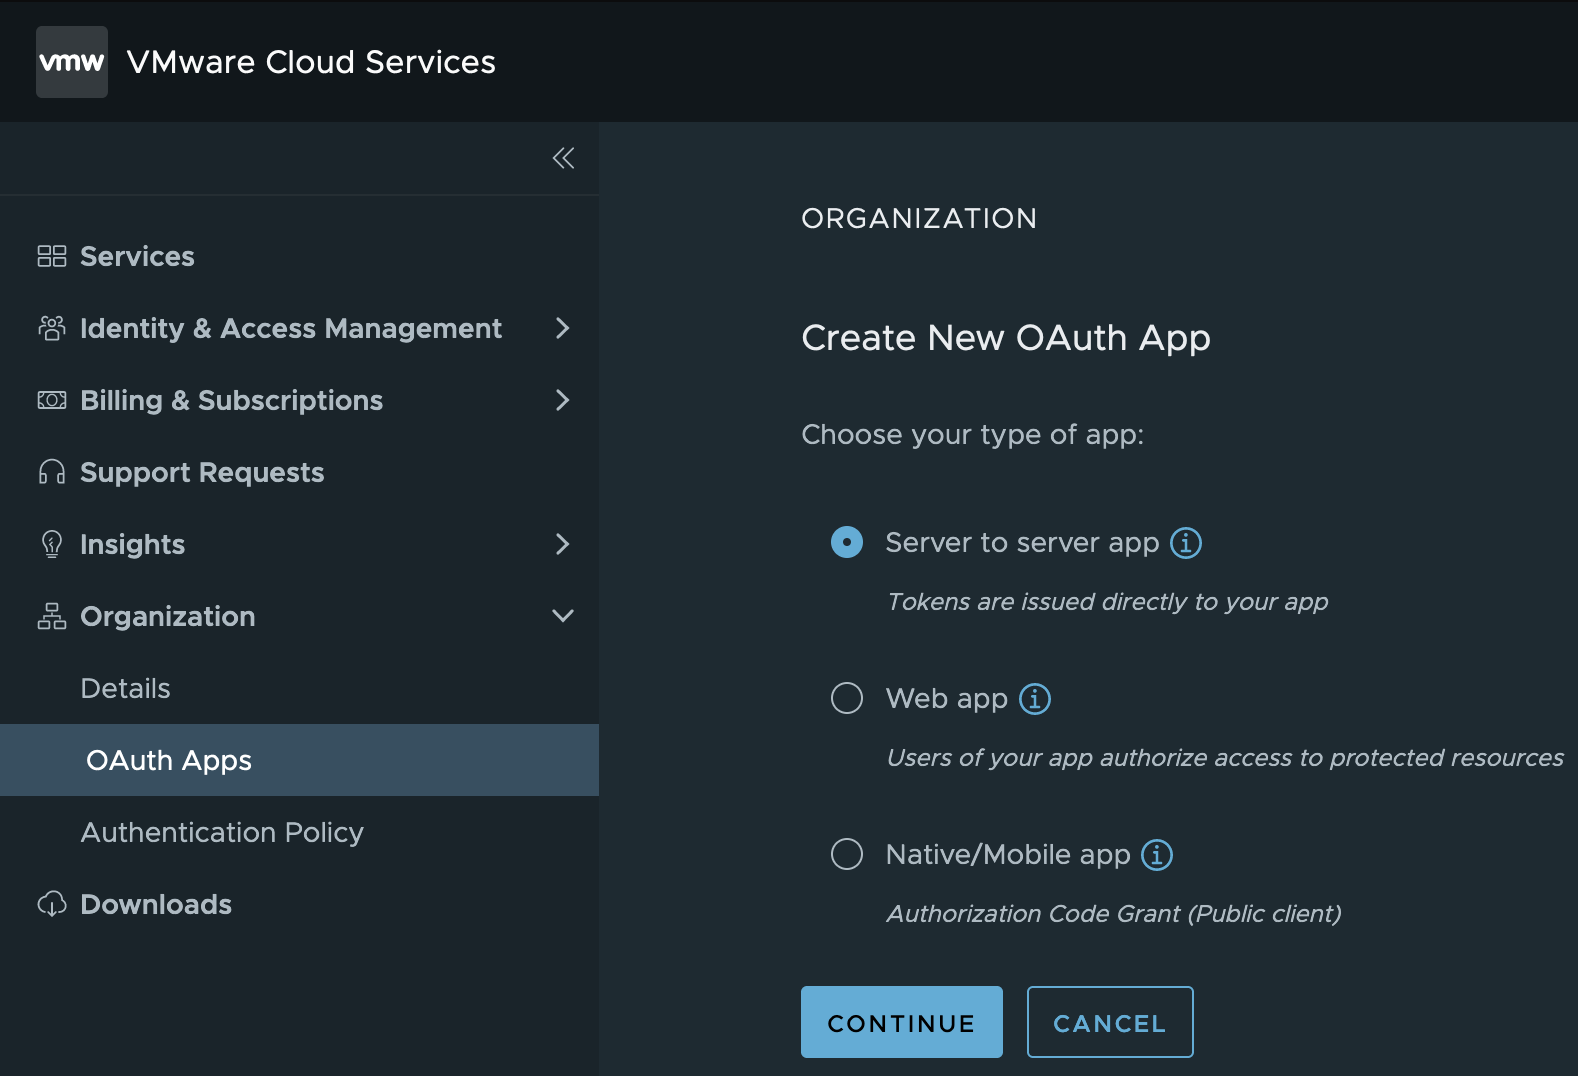 vmw VMware Cloud Services
Services
Identity & Access Management
Billing & Subscriptions
Support Requests
Insights
Organization
Details
OAuth Apps
Authentication Policy
Downloads
ORGANIZATION
Create New OAuth App
Choose your type of app:
Server to server app
Tokens are issued directly to your app
Web app
Users of your app authorize access to protected resources
Native/Mobile app
Authorization Code Grant (Public client)
CONTINUE CANCEL